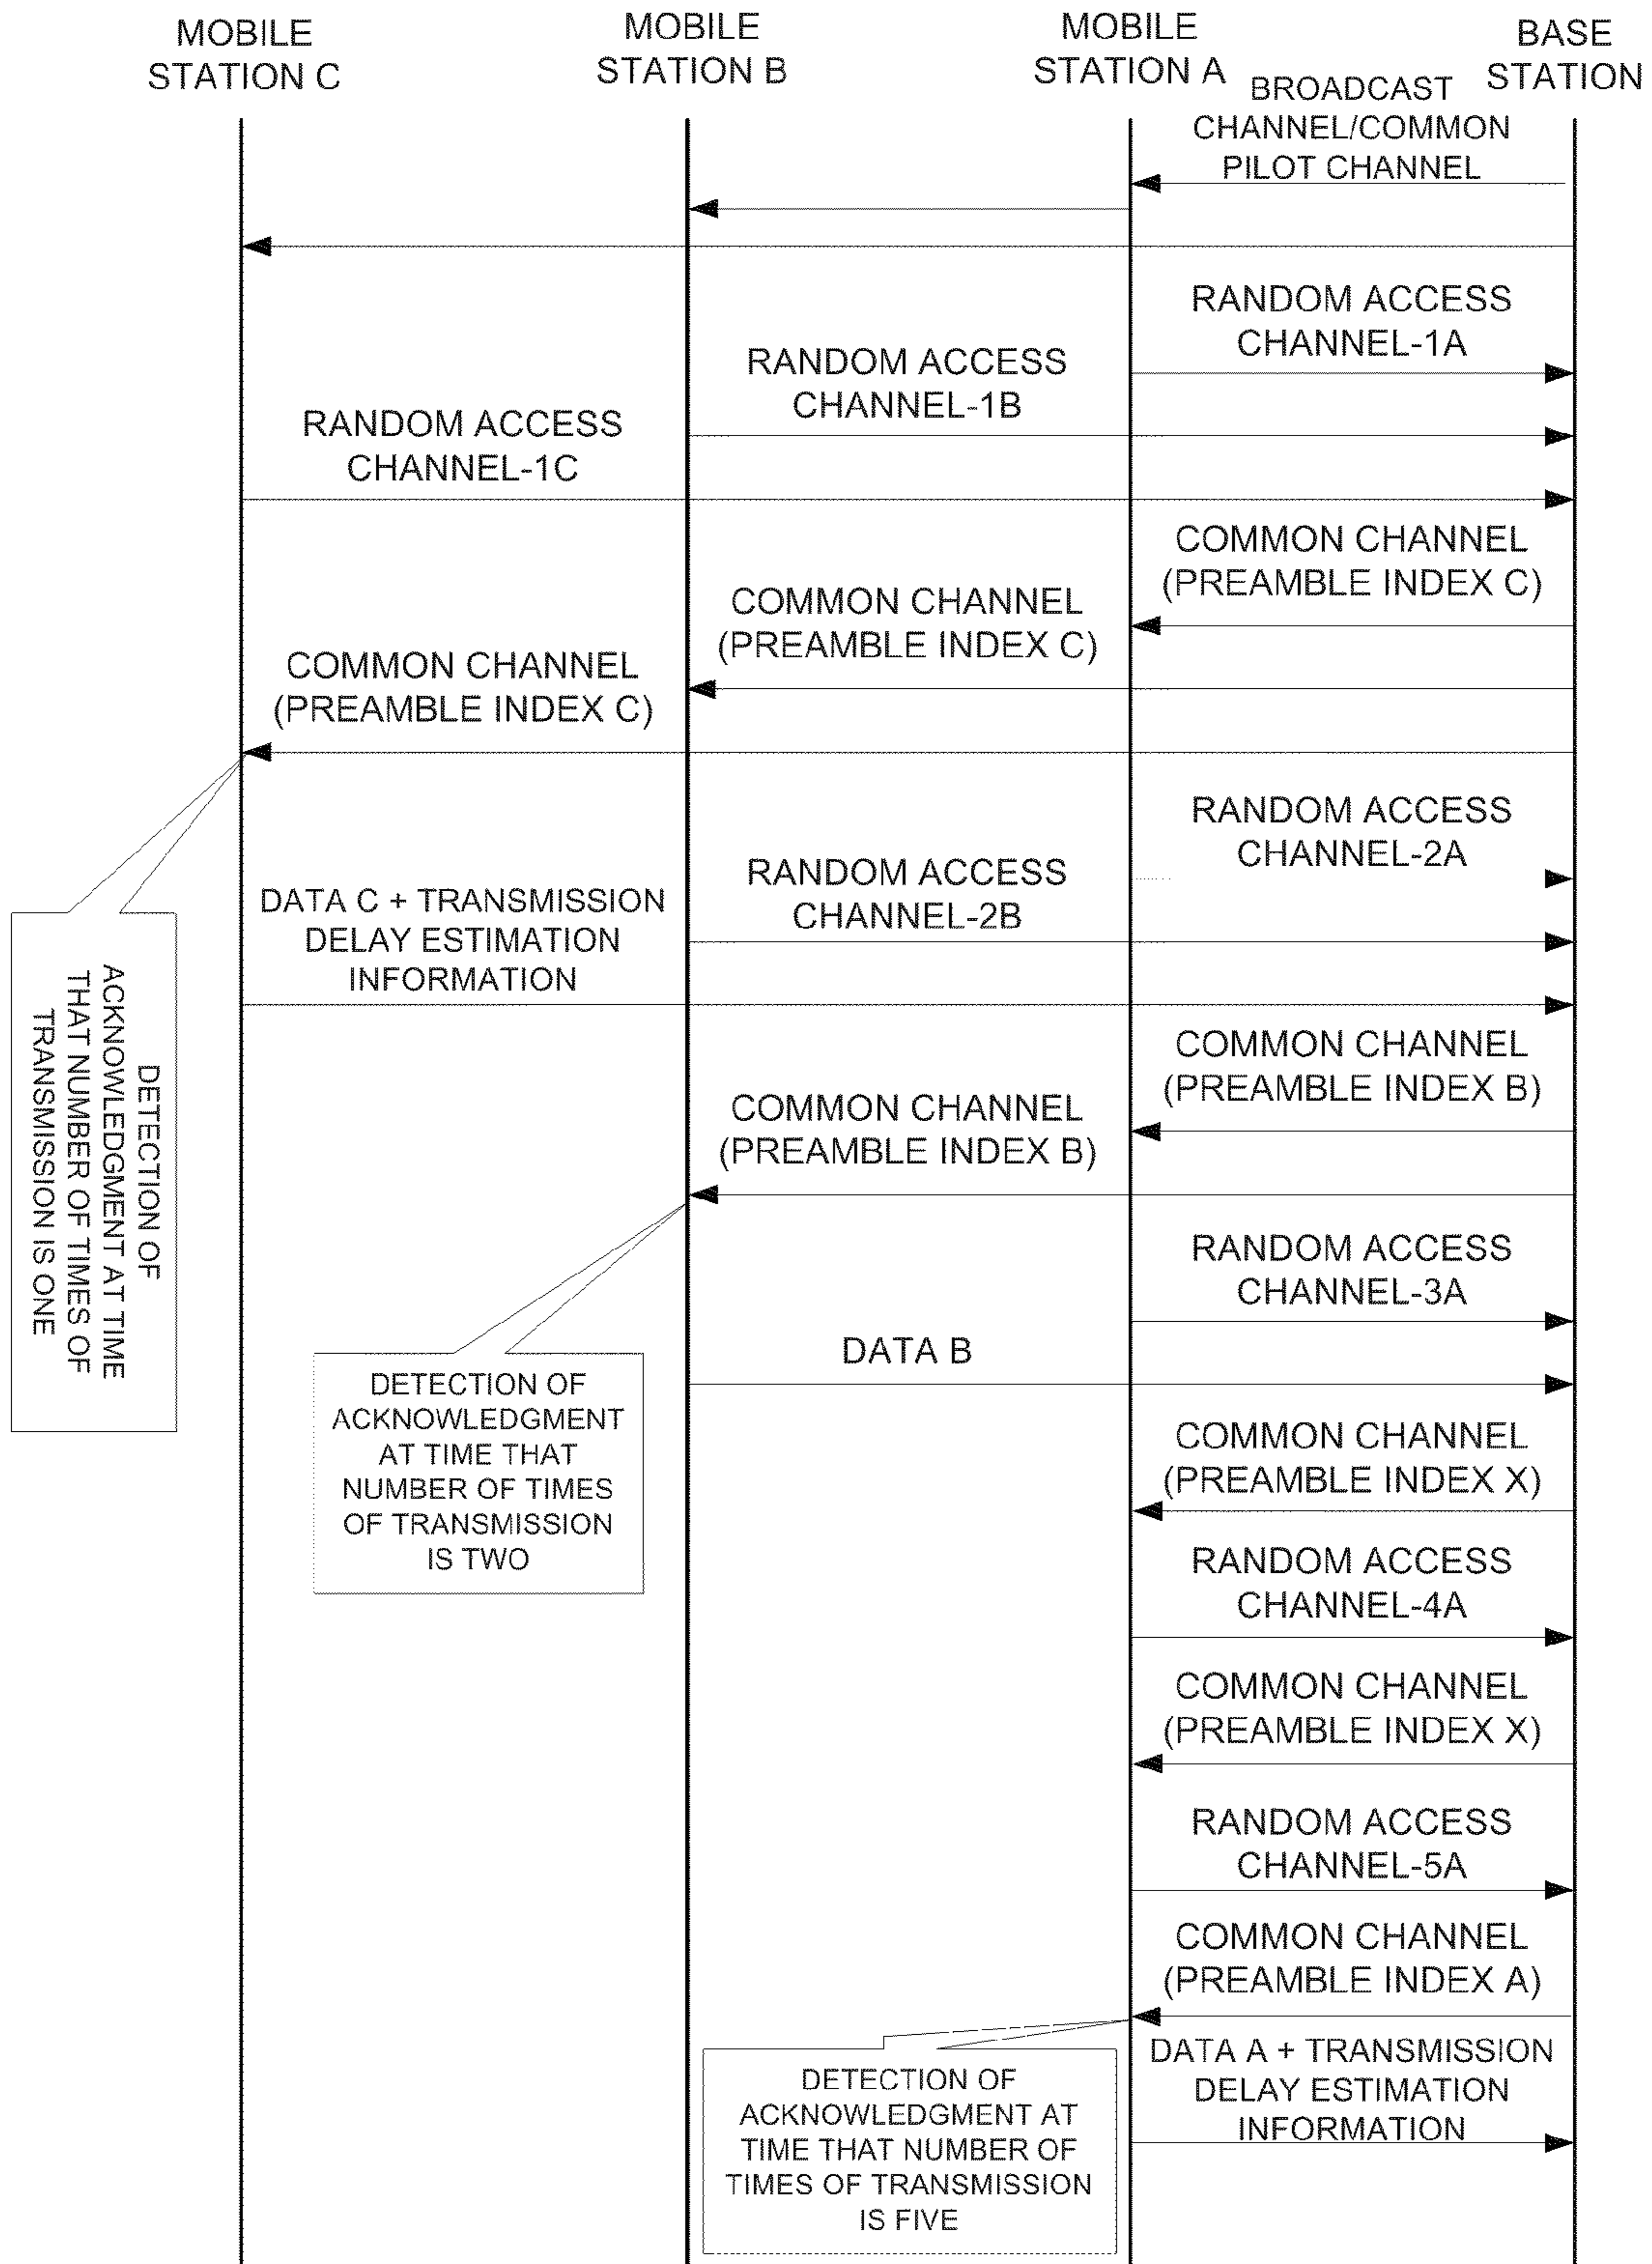 MOBILE
STATION C
MOBILE
STATION B
MOBILE
STATION A
BASE
STATION
BROADCAST
CHANNEL/COMMON
PILOT CHANNEL
RANDOM ACCESS
CHANNEL-1A
RANDOM ACCESS
CHANNEL-1B
RANDOM ACCESS
CHANNEL-1C
COMMON CHANNEL
(PREAMBLE INDEX C)
COMMON CHANNEL
(PREAMBLE INDEX C)
COMMON CHANNEL
(PREAMBLE INDEX C)
RANDOM ACCESS
CHANNEL-2A
RANDOM ACCESS
CHANNEL-2B
DATA C + TRANSMISSION
DELAY ESTIMATION
INFORMATION
DETECTION OF
ACKNOWLEDGMENT AT TIME
THAT NUMBER OF TIMES OF
TRANSMISSION IS ONE
COMMON CHANNEL
(PREAMBLE INDEX B)
COMMON CHANNEL
(PREAMBLE INDEX B)
RANDOM ACCESS
CHANNEL-3A
DATA B
DETECTION OF
ACKNOWLEDGMENT
AT TIME THAT
NUMBER OF TIMES
OF TRANSMISSION
IS TWO
COMMON CHANNEL
(PREAMBLE INDEX X)
RANDOM ACCESS
CHANNEL-4A
COMMON CHANNEL
(PREAMBLE INDEX X)
RANDOM ACCESS
CHANNEL-5A
COMMON CHANNEL
(PREAMBLE INDEX A)
DATA A + TRANSMISSION
DELAY ESTIMATION
INFORMATION
DETECTION OF
ACKNOWLEDGMENT AT
TIME THAT NUMBER OF
TIMES OF TRANSMISSION
IS FIVE